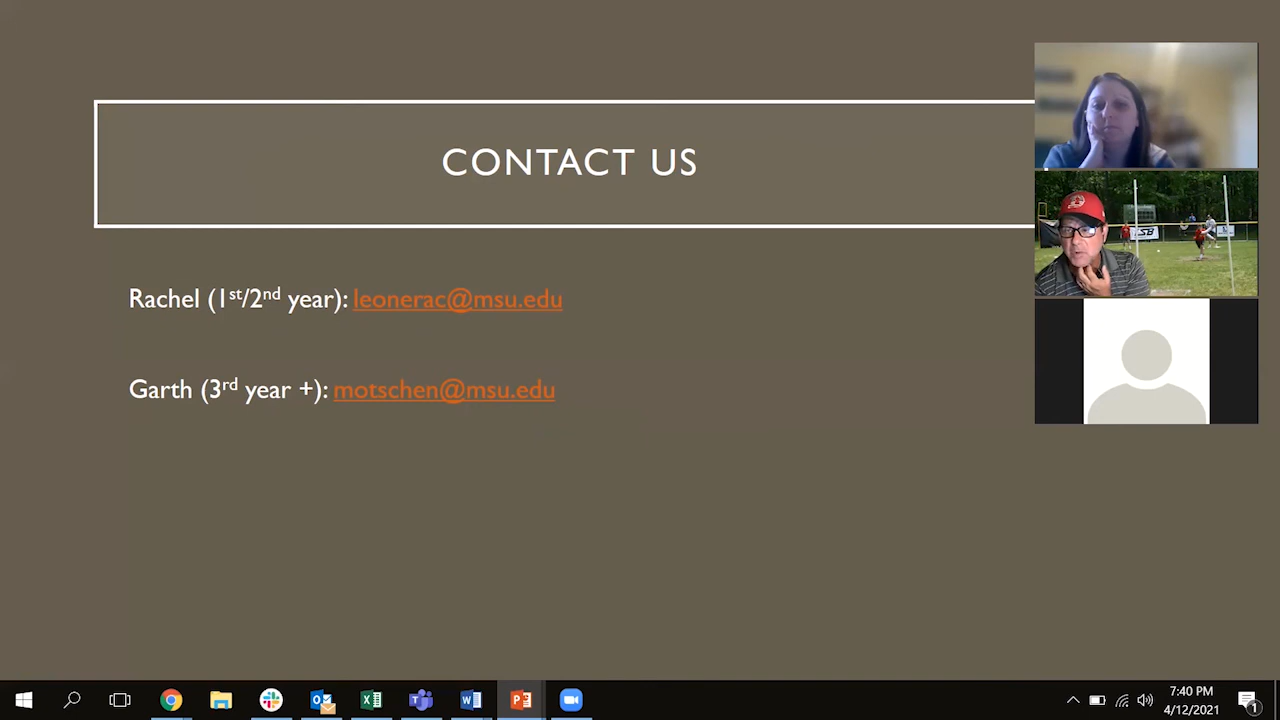 CONTACT US
Rachel (1st/2nd year): leonerac@msu.edu
Garth (3rd year +): motschen@msu.edu
7:40 PM
4/12/2021
1